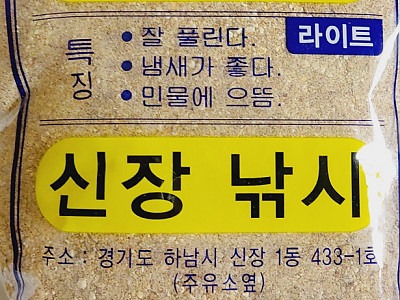 특징
• 잘 풀린다.
• 냄새가 좋다.
• 민물에 으뜸.
라이트
신장 낚시
주소 : 경기도 하남시 신장 1동 433-1호
(주유소옆)